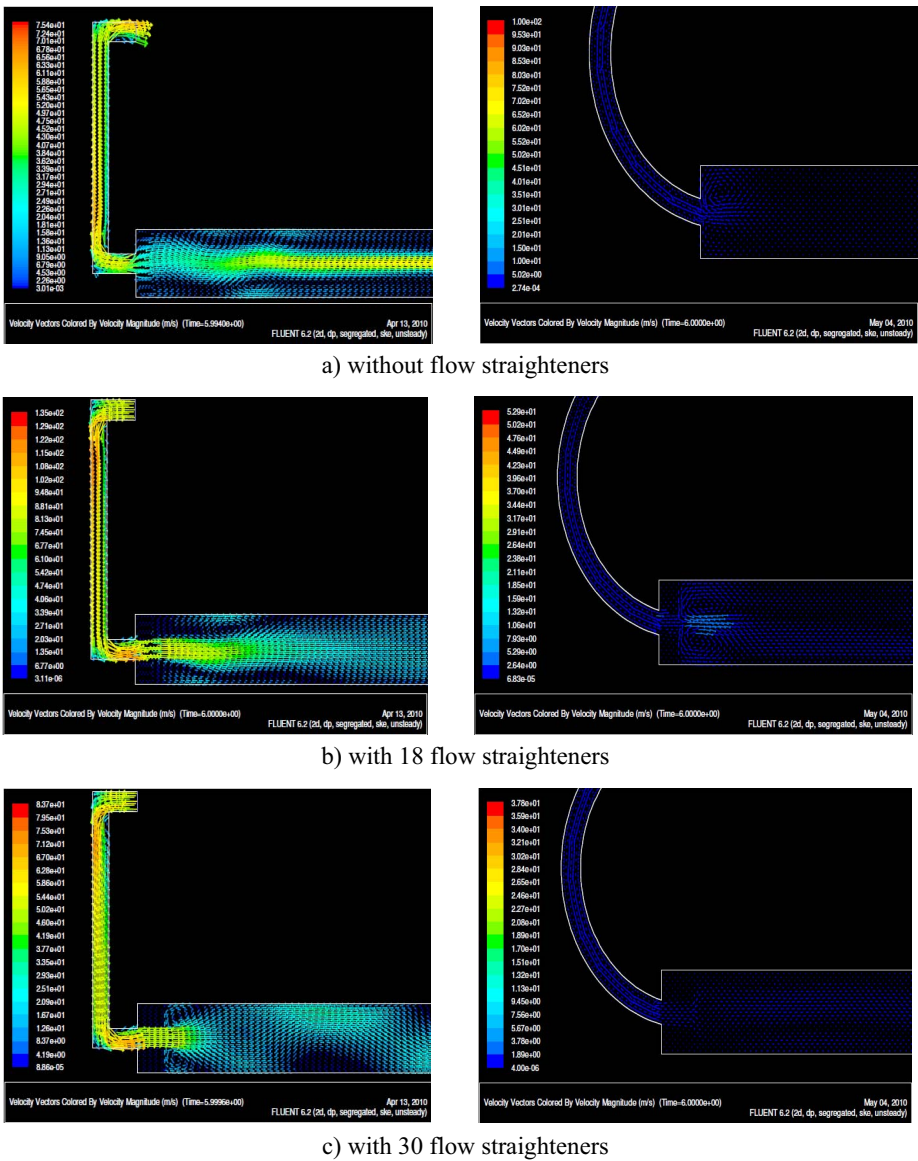 7.54e+01
7.24e+01
7.01e+01
6.78e+01
6.56e+01
6.33e+01
6.11e+01
5.88e+01
5.65e+01
5.43e+01
5.20e+01
4.97e+01
4.75e+01
4.52e+01
4.30e+01
4.07e+01
3.84e+01
3.62e+01
3.39e+01
3.17e+01
2.94e+01
2.71e+01
2.49e+01
2.26e+01
2.04e+01
1.81e+01
1.58e+01
1.36e+01
1.13e+01
9.05e+00
6.79e+00
4.53e+00
2.26e+00
3.01e-03
Velocity Vectors Colored By Velocity Magnitude (m/s) (Time=5.9940e+00) Apr 13, 2010
FLUENT 6.2 (2d, dp, segregated, ske, unsteady)
1.00e+02
9.53e+01
9.03e+01
8.53e+01
8.03e+01
7.52e+01
7.02e+01
6.52e+01
6.02e+01
5.52e+01
5.02e+01
4.51e+01
4.01e+01
3.51e+01
3.01e+01
2.51e+01
2.01e+01
1.50e+01
1.00e+01
5.02e+00
2.74e-04
Velocity Vectors Colored By Velocity Magnitude (m/s) (Time=6.0000e+00) May 04, 2010
FLUENT 6.2 (2d, dp, segregated, ske, unsteady)
a) without flow straighteners
1.35e+02
1.29e+02
1.22e+02
1.15e+02
1.08e+02
1.02e+02
9.48e+01
8.81e+01
8.13e+01
7.45e+01
6.77e+01
6.10e+01
5.42e+01
4.74e+01
4.06e+01
3.39e+01
2.71e+01
2.03e+01
1.35e+01
6.77e+00
3.11e-06
Velocity Vectors Colored By Velocity Magnitude (m/s) (Time=6.0000e+00) Apr 13, 2010
FLUENT 6.2 (2d, dp, segregated, ske, unsteady)
5.29e+01
5.02e+01
4.76e+01
4.49e+01
4.23e+01
3.96e+01
3.70e+01
3.44e+01
3.17e+01
2.91e+01
2.64e+01
2.38e+01
2.11e+01
1.85e+01
1.59e+01
1.32e+01
1.06e+01
7.93e+00
5.29e+00
2.64e+00
6.83e-05
Velocity Vectors Colored By Velocity Magnitude (m/s) (Time=6.0000e+00) May 04, 2010
FLUENT 6.2 (2d, dp, segregated, ske, unsteady)
b) with 18 flow straighteners
8.37e+01
7.95e+01
7.53e+01
7.12e+01
6.70e+01
6.28e+01
5.86e+01
5.44e+01
5.02e+01
4.60e+01
4.19e+01
3.77e+01
3.35e+01
2.93e+01
2.51e+01
2.09e+01
1.67e+01
1.26e+01
8.37e+00
4.19e+00
8.86e-05
Velocity Vectors Colored By Velocity Magnitude (m/s) (Time=5.9996e+00) Apr 13, 2010
FLUENT 6.2 (2d, dp, segregated, ske, unsteady)
3.78e+01
3.59e+01
3.40e+01
3.21e+01
3.02e+01
2.84e+01
2.65e+01
2.46e+01
2.27e+01
2.08e+01
1.89e+01
1.70e+01
1.51e+01
1.32e+01
1.13e+01
9.45e+00
7.56e+00
5.67e+00
3.78e+00
1.89e+00
4.00e-06
Velocity Vectors Colored By Velocity Magnitude (m/s) (Time=6.0000e+00) May 04, 2010
FLUENT 6.2 (2d, dp, segregated, ske, unsteady)
c) with 30 flow straighteners